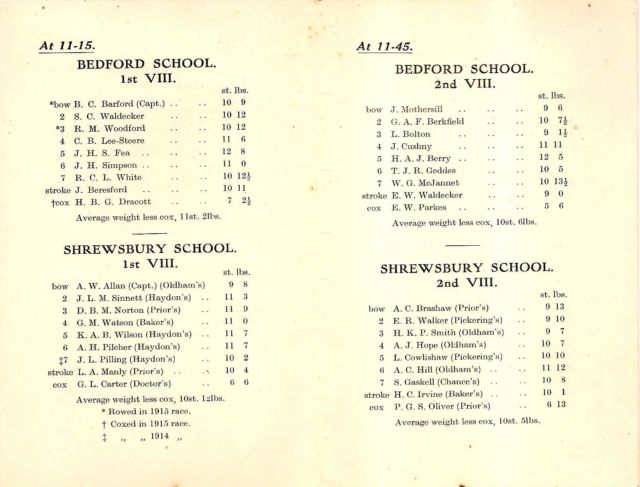 At 11-15.
BEDFORD SCHOOL.
1st VIII.
st. lbs.
*bow B. C. Barford (Capt.) .. .. 10 9
2 S. C. Waldecker .. .. 10 12
*3 R. M. Woodford .. .. 10 12
4 C. B. Lee-Steere .. .. 11 6
5 J. H. S. Fea .. .. 12 8
6 J. H. Simpson .. .. 11 0
7 R. C. L. White .. .. 10 12½
stroke J. Beresford .. .. 10 11
†cox H. B. G. Dracott .. .. 7 2½
Average weight less cox, 11st. 2lbs.
SHREWSBURY SCHOOL.
1st VIII.
st. lbs.
bow A. W. Allan (Capt.) (Oldham's) 9 8
2 J. L. M. Sinnett (Haydon's) .. 11 3
3 D. B. M. Norton (Prior's) .. 11 9
4 G. M. Watson (Baker's) .. 11 0
5 K. A. B. Wilson (Haydon's) .. 11 7
6 A. H. Pilcher (Haydon's) .. 11 7
‡7 J. L. Pilling (Haydon's) .. 10 2
stroke L. A. Manly (Prior's) .. .. 10 4
cox G. L. Carter (Doctor's) .. 6 6
Average weight less cox, 10st. 12lbs.
* Rowed in 1915 race.
† Coxed in 1915 race.
‡ „ „ 1914 „
At 11-45.
BEDFORD SCHOOL.
2nd VIII.
st. lbs.
bow J. Mothersill .. .. 9 6
2 G. A. F. Berkfield .. .. 10 7½
3 L. Bolton .. .. 9 1½
4 J. Cushny .. .. 11 11
5 H. A. J. Berry .. .. 12 5
6 T. J. R. Geddes .. .. 10 5
7 W. G. McJannet .. .. 10 13½
stroke E. W. Waldecker .. .. 9 0
cox E. W. Parkes .. .. 5 6
Average weight less cox, 10st. 6lbs.
SHREWSBURY SCHOOL.
2nd VIII.
st. lbs.
bow A. C. Brashaw (Prior's) .. 9 13
2 E. R. Walker (Pickering's) .. 9 10
3 H. K. P. Smith (Oldham's) .. 9 7
4 A. J. Hope (Oldham's) .. 10 7
5 L. Cowlishaw (Pickering's) .. 10 10
6 A. C. Hill (Oldham's) .. .. 11 12
7 S. Gaskell (Chance's) .. 10 8
stroke H. C. Irvine (Baker's) .. .. 10 1
cox P. G. S. Oliver (Prior's) .. 6 13
Average weight less cox, 10st. 5lbs.